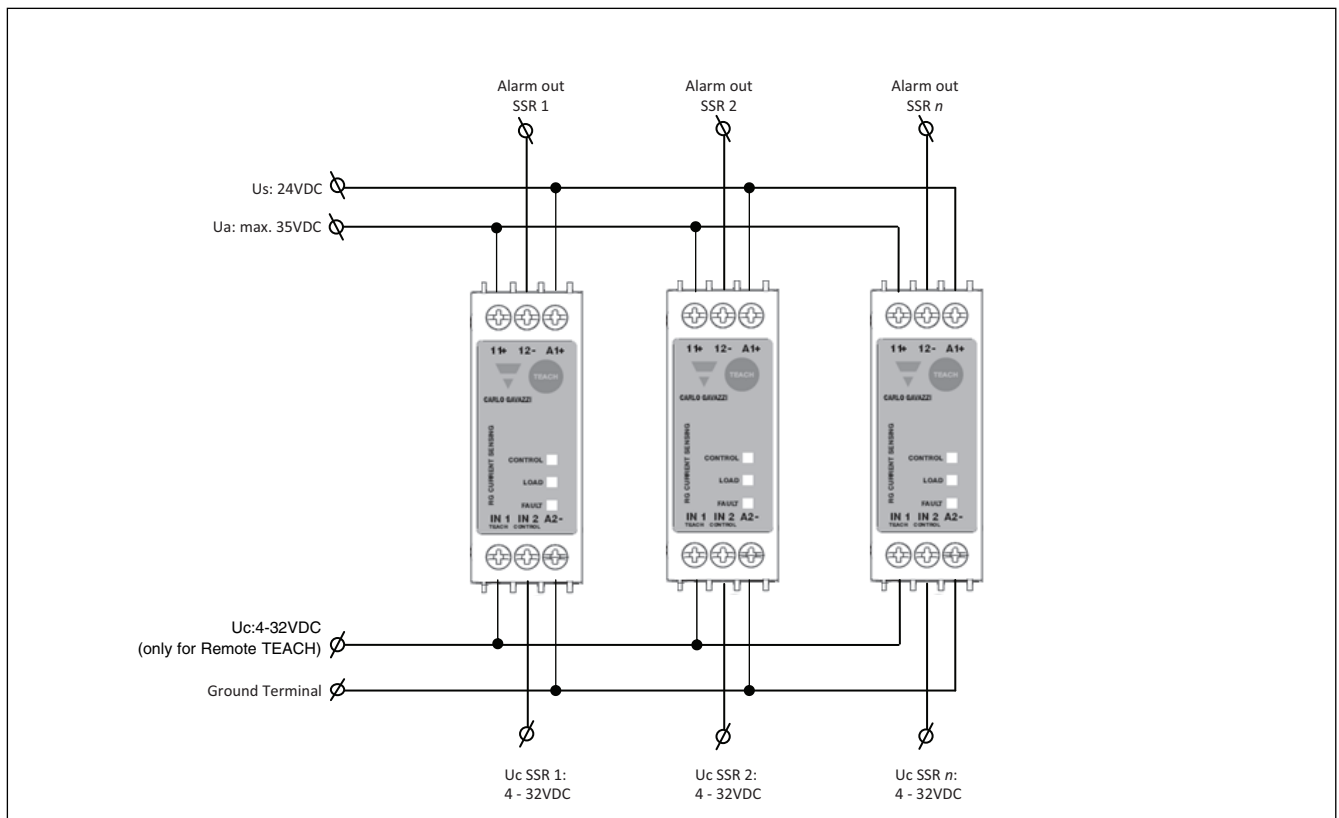 Alarm out
SSR 1
Alarm out
SSR 2
Alarm out
SSR n
Us: 24VDC
Ua: max. 35VDC
11+ 12- A1+
TEACH
CARLO GAVAZZI
RG CURRENT SENSING
CONTROL
LOAD
FAULT
IN 1 IN 2 A2-
TEACH CONTROL
11+ 12- A1+
TEACH
CARLO GAVAZZI
RG CURRENT SENSING
CONTROL
LOAD
FAULT
IN 1 IN 2 A2-
TEACH CONTROL
11+ 12- A1+
TEACH
CARLO GAVAZZI
RG CURRENT SENSING
CONTROL
LOAD
FAULT
IN 1 IN 2 A2-
TEACH CONTROL
Uc:4-32VDC
(only for Remote TEACH)
Ground Terminal
Uc SSR 1:
4 - 32VDC
Uc SSR 2:
4 - 32VDC
Uc SSR n:
4 - 32VDC